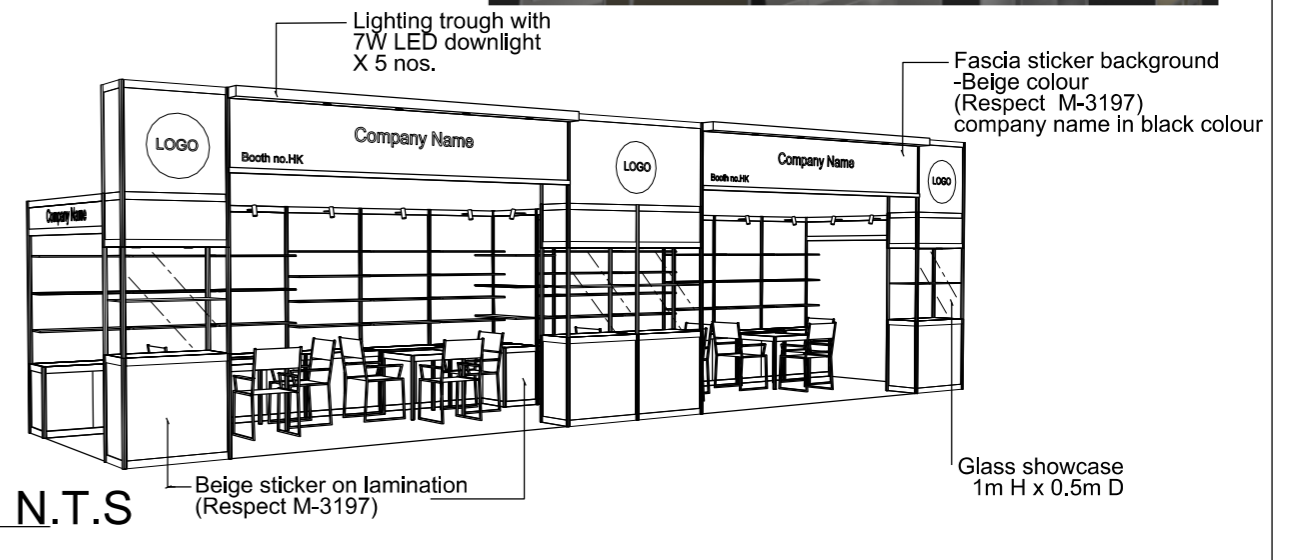 Lighting trough with
7W LED downlight
X 5 nos.
Fascia sticker background
-Beige colour
(Respect M-3197)
company name in black colour
LOGO
Company Name
Booth no.HK
LOGO
Company Name
Booth no.HK
LOGO
Company Name
Glass showcase
1m H x 0.5m D
Beige sticker on lamination
(Respect M-3197)
N.T.S